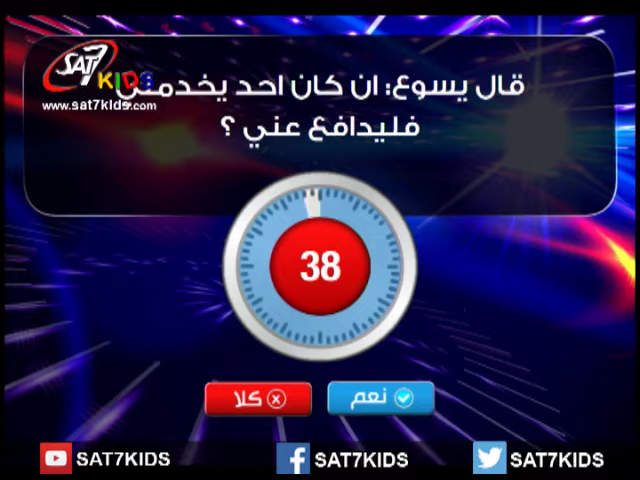 SAT7
KIDS
www.sat7kids.com
قال يسوع: ان كان احد يخدمني
فليدافع عني ؟
38
نعم
كلا
SAT7KIDS
SAT7KIDS
SAT7KIDS